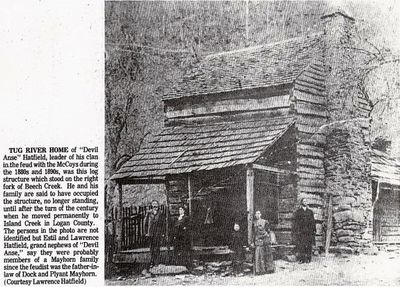 TUG RIVER HOME of "Devil
Anse" Hatfield, leader of his clan
in the feud with the McCoys during
the 1880s and 1890s, was this log
structure which stood on the right
fork of Beech Creek. He and his
family are said to have occupied
the structure, no longer standing,
until after the turn of the century
when he moved permanently to
Island Creek in Logan County.
The persons in the photo are not
identified but Estil and Lawrence
Hatfield, grand nephews of "Devil
Anse," say they were probably
members of a Mayhorn family
since the feudist was the father-in-
law of Dock and Plyant Mayhorn.
(Courtesy Lawrence Hatfield)